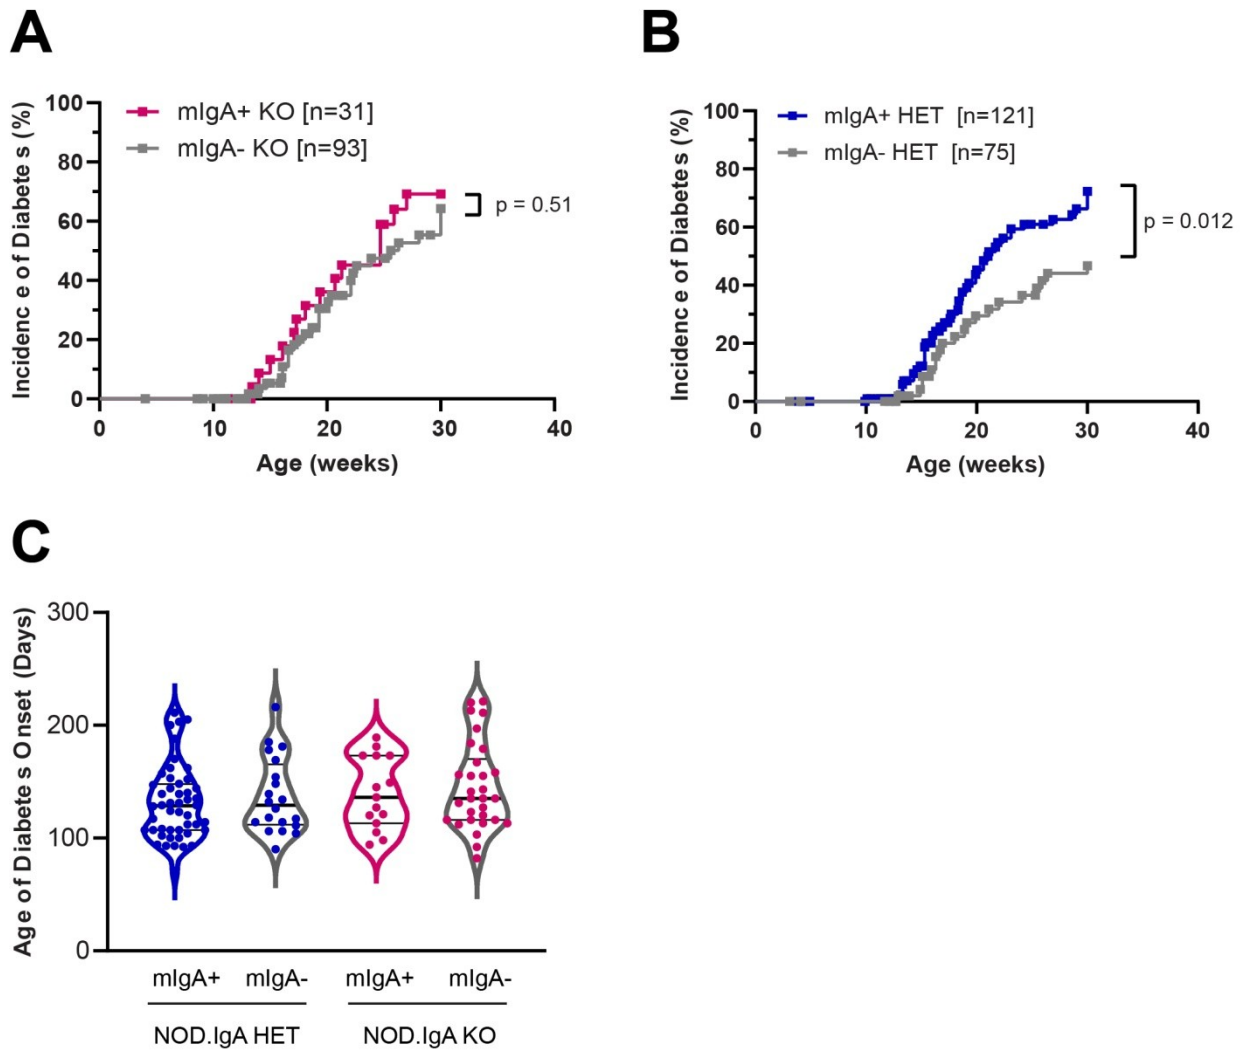 A
Incidence of Diabetes (%)
100
80
60
40
20
0
mIgA+ KO [n=31]
mIgA- KO [n=93]
p = 0.51
0 10 20 30 40
Age (weeks)
B
Incidence of Diabetes (%)
100
80
60
40
20
0
mIgA+ HET [n=121]
mIgA- HET [n=75]
p = 0.012
0 10 20 30 40
Age (weeks)
C
Age of Diabetes Onset (Days)
300
200
100
0
mIgA+ mIgA- mIgA+ mIgA-
NOD.IgA HET NOD.IgA KO